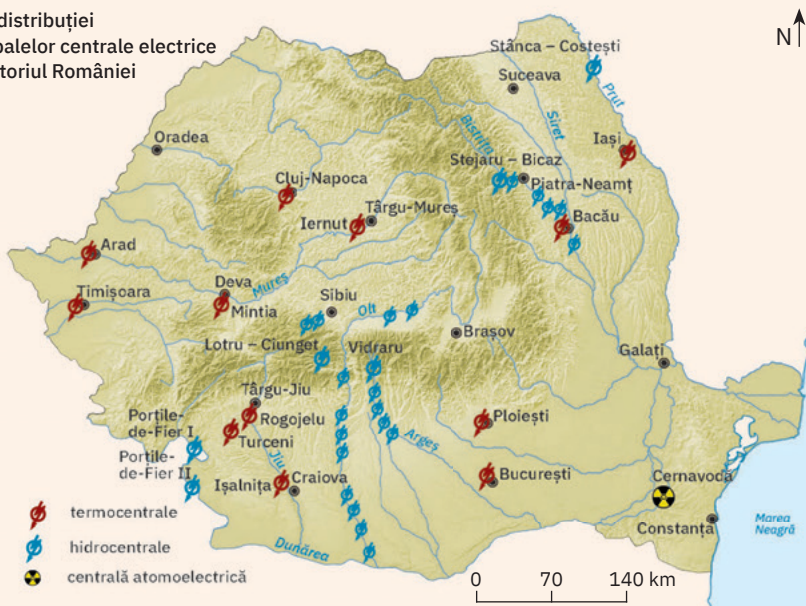 distribuției
centrale electrice
României
N
Stânca – Costești
Suceava
Prut
Siret
Bistrița
Oradea
Iași
Stejaru – Bicaz
Cluj-Napoca
Piatra-Neamț
Târgu-Mureș
Iernut
Bacău
Arad
Deva
Mureș
Timișoara
Mintia
Sibiu
Olt
Brașov
Lotru – Ciunget
Vidraru
Galați
Târgu-Jiu
Porțile-
de-Fier I
Rogojelu
Ploiești
Turceni
Argeș
Porțile-
de-Fier II
Jiu
București
Cernavodă
Ișalnița
Craiova
Constanța
Marea
Neagră
Dunărea
termocentrale
hidrocentrale
centrală atomoelectrică
0 70 140 km